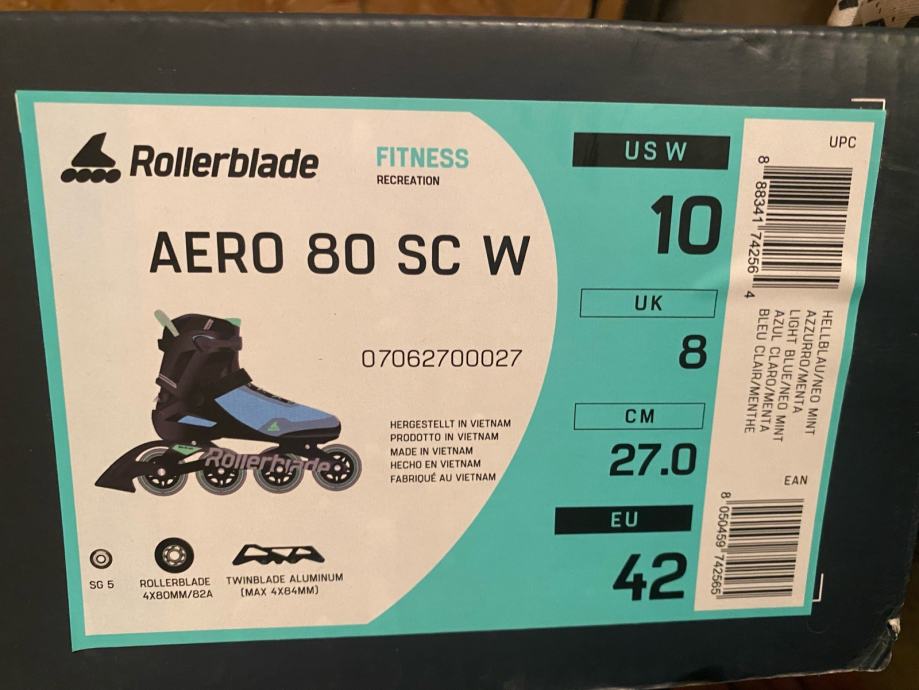 Rollerblade
FITNESS
RECREATION
AERO 80 SC W
07062700027
Rollerblade
HERGESTELLT IN VIETNAM
PRODOTTO IN VIETNAM
MADE IN VIETNAM
HECHO EN VIETNAM
FABRIQUÉ AU VIETNAM
SG 5
ROLLERBLADE
4X80MM/82A
TWINBLADE ALUMINUM
(MAX 4X84MM)
US W
10
UK
8
CM
27.0
EU
42
UPC
8 88341 74256 4
HELLBLAU/NEO MINT
AZZURRO/MENTA
LIGHT BLUE/NEO MINT
AZUL CLARO/MENTA
BLEU CLAIR/MENTHE
EAN
8 050459 742565